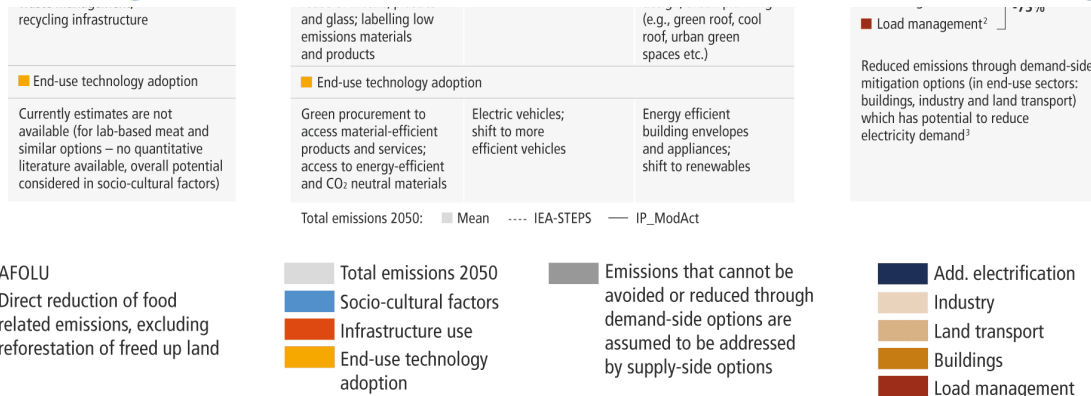 recycling infrastructure
End-use technology adoption
Currently estimates are not
available (for lab-based meat and
similar options – no quantitative
literature available, overall potential
considered in socio-cultural factors)
and glass; labelling low
emissions materials
and products
(e.g., green roof, cool
roof, urban green
spaces etc.)
End-use technology adoption
Green procurement to
access material-efficient
products and services;
access to energy-efficient
and CO₂ neutral materials
Electric vehicles;
shift to more
efficient vehicles
Energy efficient
building envelopes
and appliances;
shift to renewables
Total emissions 2050: Mean ---- IEA-STEPS — IP_ModAct
-73%
Load management²
Reduced emissions through demand-side
mitigation options (in end-use sectors:
buildings, industry and land transport)
which has potential to reduce
electricity demand³
AFOLU
Direct reduction of food
related emissions, excluding
reforestation of freed up land
Total emissions 2050
Socio-cultural factors
Infrastructure use
End-use technology
adoption
Emissions that cannot be
avoided or reduced through
demand-side options are
assumed to be addressed
by supply-side options
Add. electrification
Industry
Land transport
Buildings
Load management